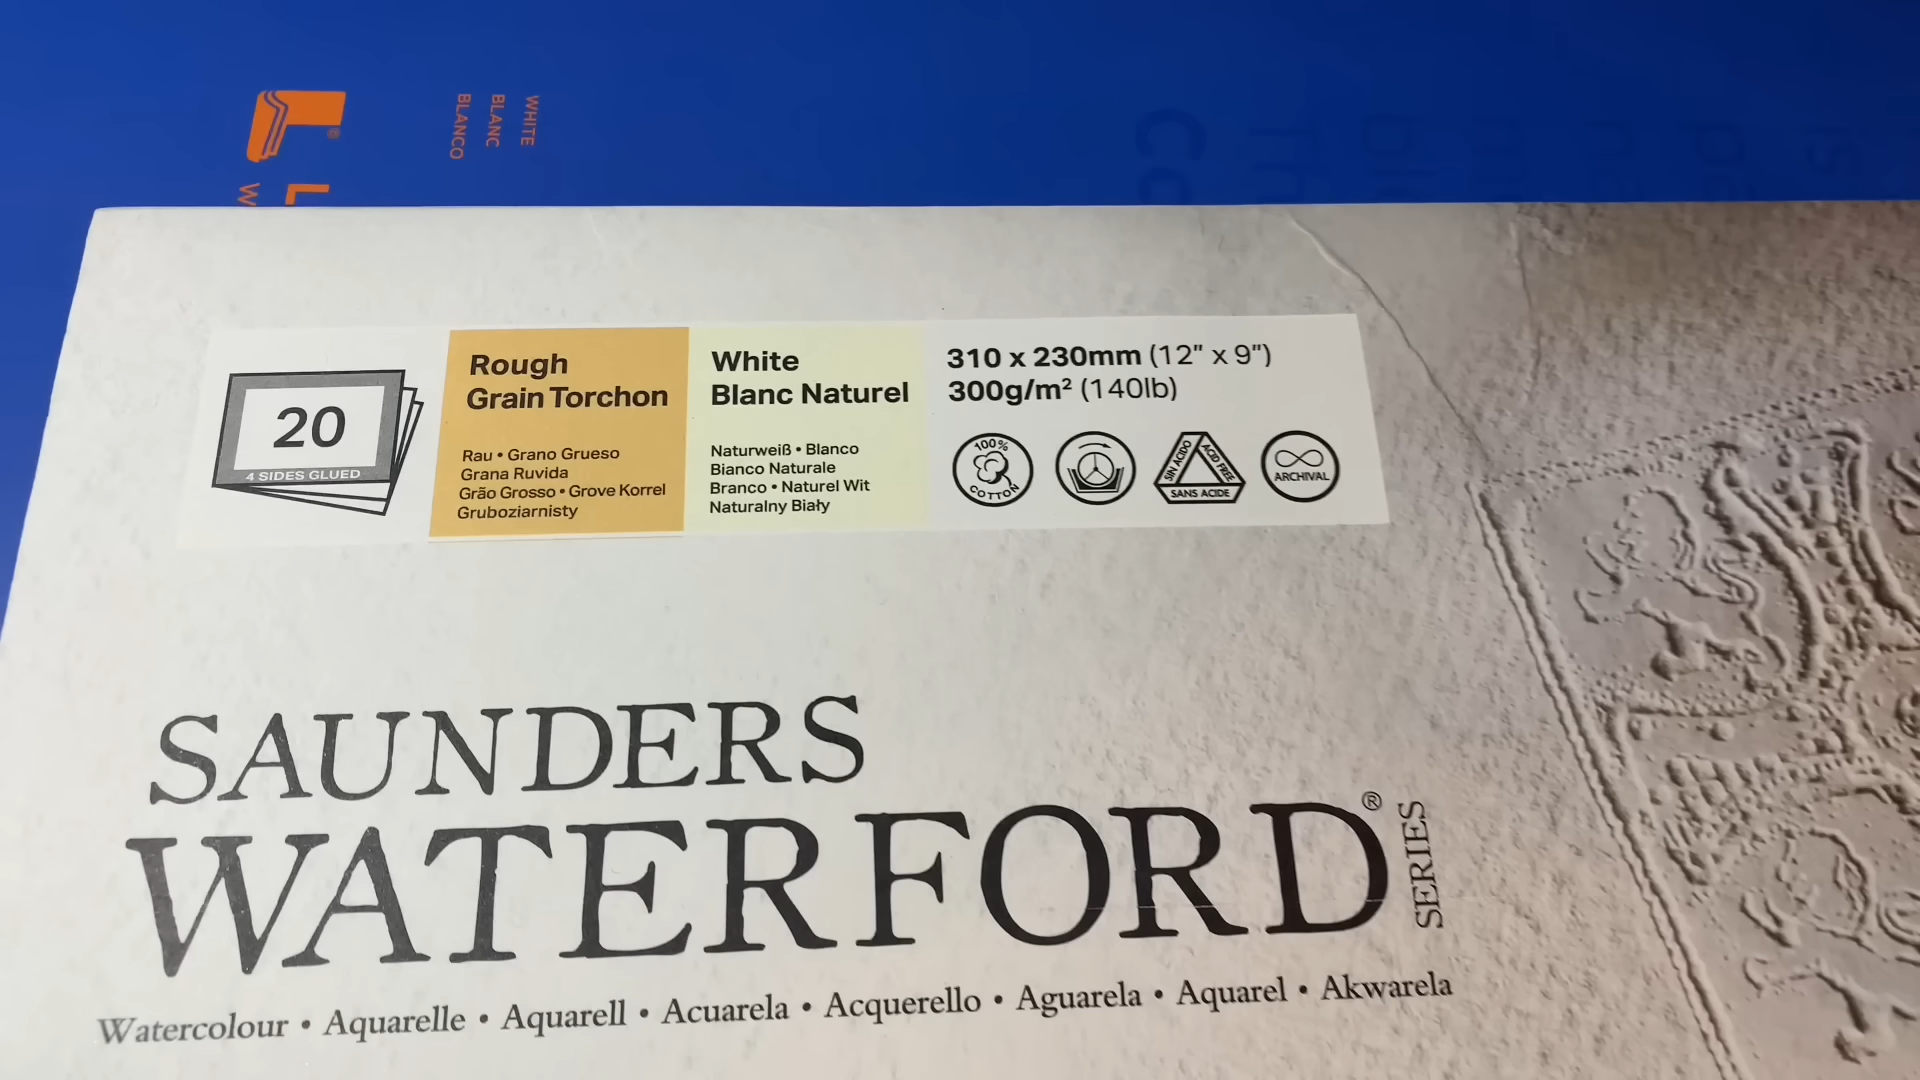 WHITE
BLANC
BLANCO
L
W
20
4 SIDES GLUED
Rough
Grain Torchon
Rau • Grano Grueso
Grana Ruvida
Grão Grosso • Grove Korrel
Gruboziarnisty
White
Blanc Naturel
Naturweiß • Blanco
Bianco Naturale
Branco • Naturel Wit
Naturalny Biały
310 x 230mm (12" x 9")
300g/m² (140lb)
100%
COTTON
SIN ACIDO
ACID FREE
SANS ACIDE
ARCHIVAL
SAUNDERS
WATERFORD®
SERIES
Watercolour • Aquarelle • Aquarell • Acuarela • Acquerello • Aguarela • Aquarel • Akwarela